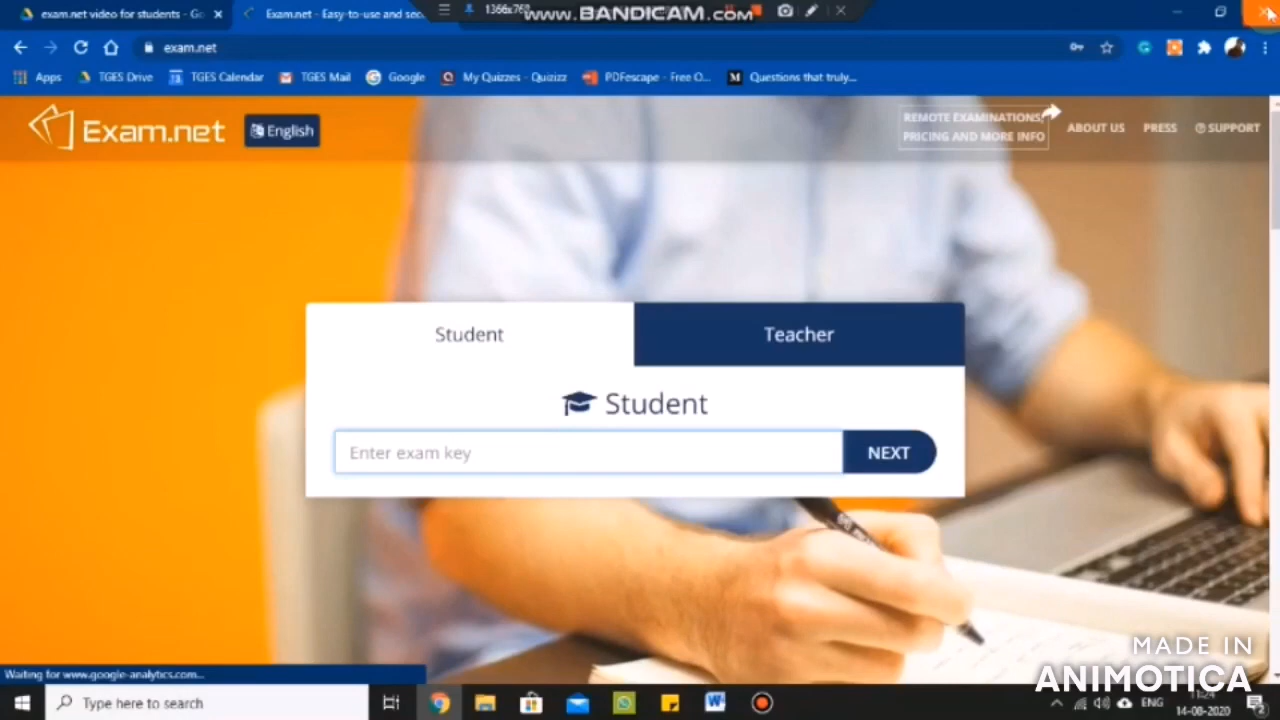 exam.net video for students - Go
Exam.net - Easy-to-use and sec
1366x768
www.BANDICAM.com
exam.net
Apps
TGES Drive
TGES Calendar
TGES Mail
Google
My Quizzes - Quizizz
PDFescape - Free O...
Questions that truly...
Exam.net
English
REMOTE EXAMINATIONS,
PRICING AND MORE INFO
ABOUT US
PRESS
SUPPORT
Student
Teacher
Student
Enter exam key
NEXT
MADE IN
ANIMOTICA
Waiting for www.google-analytics.com...
Type here to search
ENG
11:24
14-08-2020